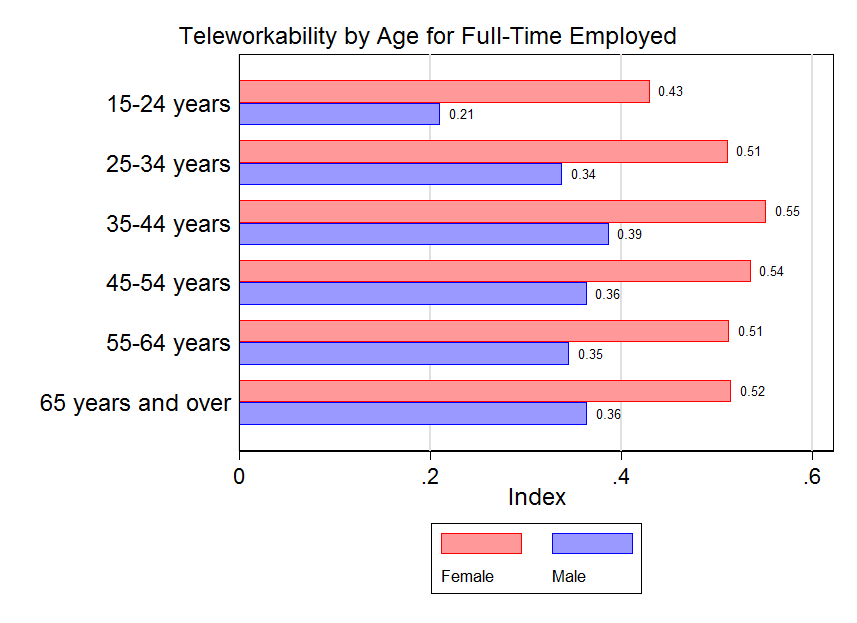 Teleworkability by Age for Full-Time Employed
15-24 years
0.43
0.21
25-34 years
0.51
0.34
35-44 years
0.55
0.39
45-54 years
0.54
0.36
55-64 years
0.51
0.35
65 years and over
0.52
0.36
0 .2 .4 .6
Index
Female Male